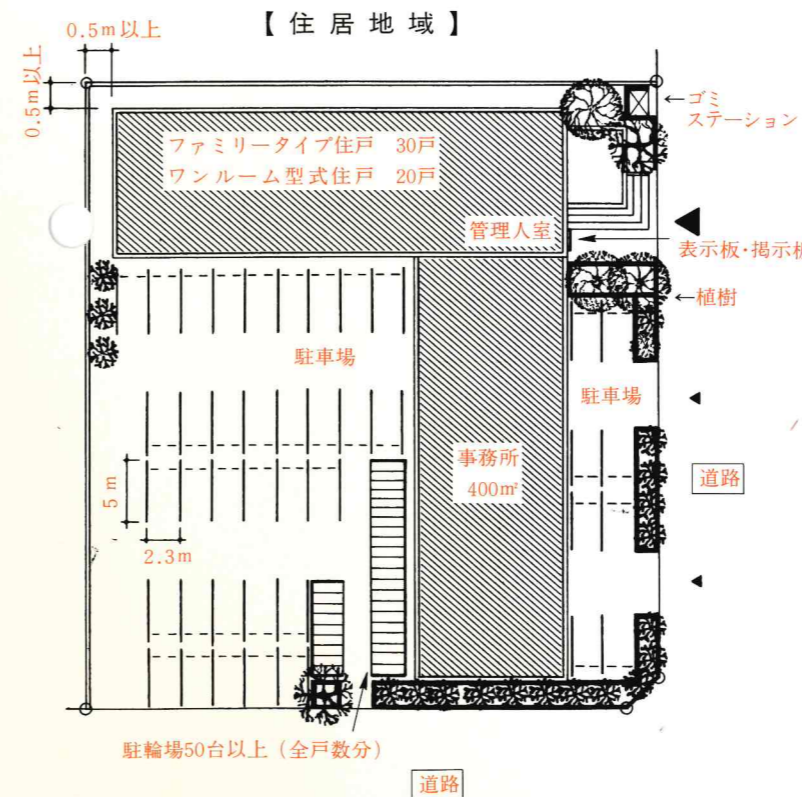 【住居地域】
0.5m以上
0.5m以上
←ゴミ
ステーション
ファミリータイプ住戸 30戸
ワンルーム型式住戸 20戸
管理人室
表示板・掲示板
←植樹
駐車場
駐車場
事務所
400㎡
道路
5m
2.3m
駐輪場50台以上（全戸数分）
道路